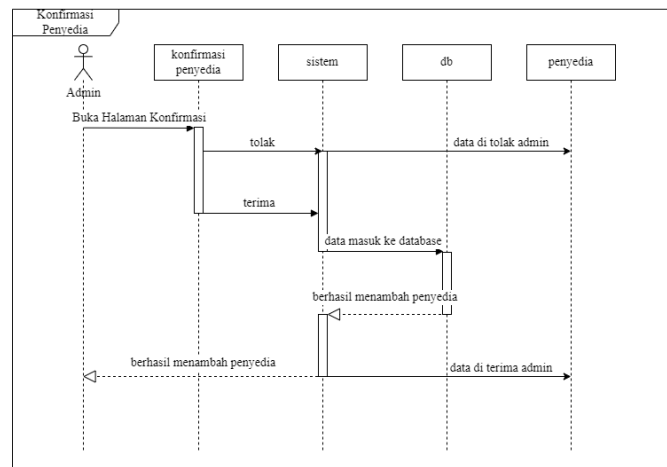 Konfirmasi
Penyedia
konfirmasi
penyedia
sistem
db
penyedia
Admin
Buka Halaman Konfirmasi
tolak
data di tolak admin
terima
data masuk ke database
berhasil menambah penyedia
berhasil menambah penyedia
data di terima admin